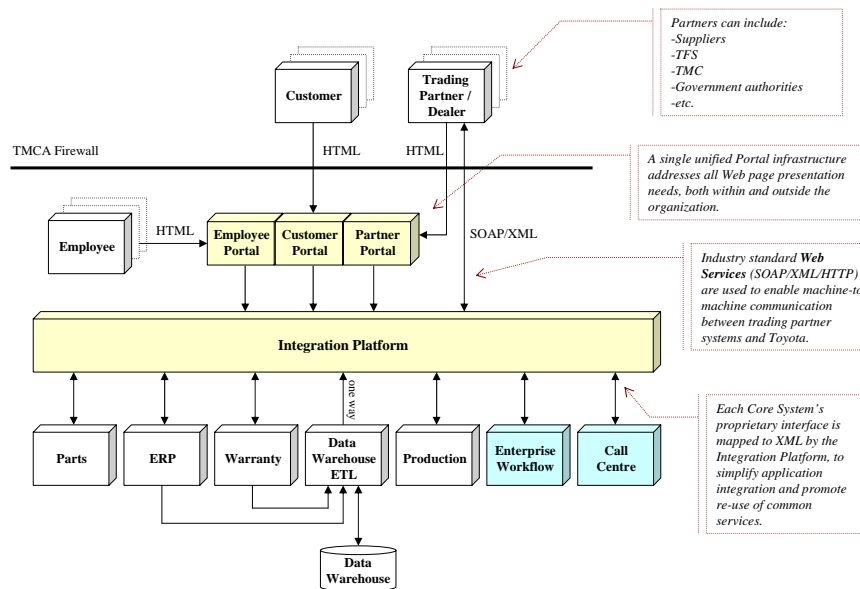 Partners can include:
-Suppliers
-TFS
-TMC
-Government authorities
-etc.
Customer
Trading
Partner /
Dealer
TMCA Firewall
HTML
HTML
A single unified Portal infrastructure
addresses all Web page presentation
needs, both within and outside the
organization.
Employee
HTML
Employee
Portal
Customer
Portal
Partner
Portal
SOAP/XML
Industry standard Web
Services (SOAP/XML/HTTP)
are used to enable machine-to
machine communication
between trading partner
systems and Toyota.
Integration Platform
one way
Parts
ERP
Warranty
Data
Warehouse
ETL
Production
Enterprise
Workflow
Call
Centre
Each Core System's
proprietary interface is
mapped to XML by the
Integration Platform, to
simplify application
integration and promote
re-use of common
services.
Data
Warehouse